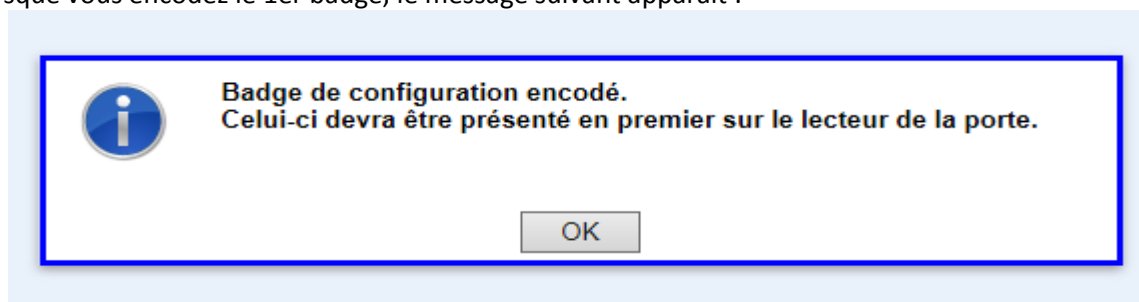 vous encodez le 1er badge, le message suivant apparaît :
Badge de configuration encodé.
Celui-ci devra être présenté en premier sur le lecteur de la porte.
OK